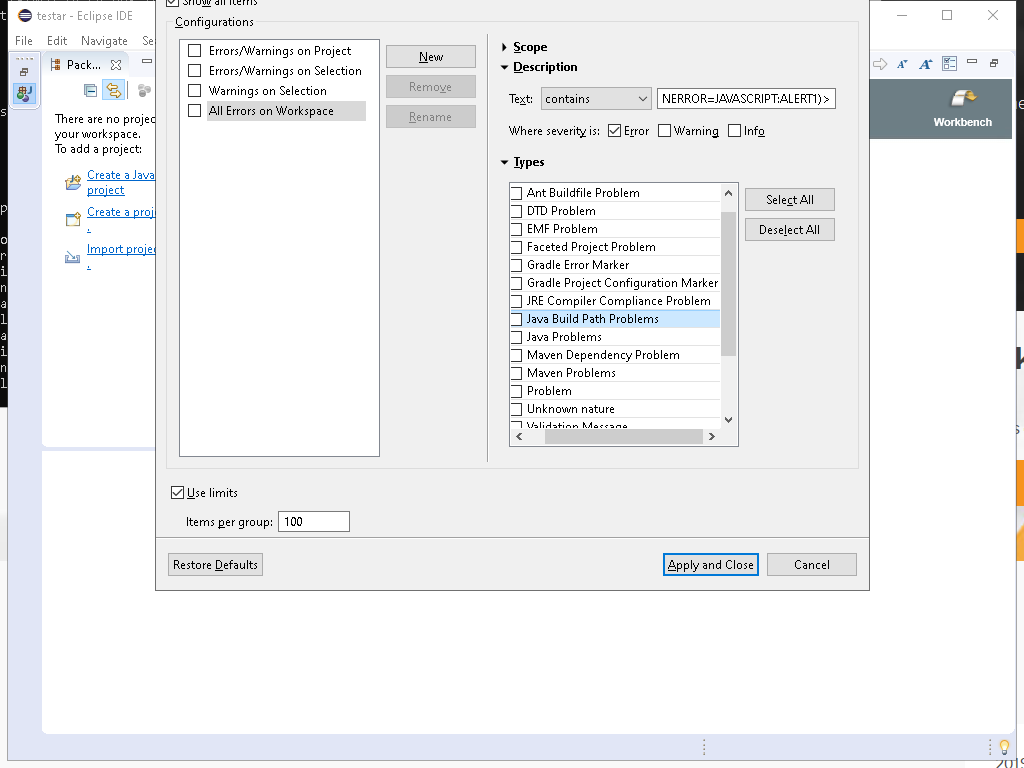 testar - Eclipse IDE
Show all items
File Edit Navigate Se
Configurations
Pack...
There are no projec
your workspace.
To add a project:
Create a Java
project
Create a proj
.
Import projec
.
Errors/Warnings on Project
Errors/Warnings on Selection
Warnings on Selection
All Errors on Workspace
New
Remove
Rename
Scope
Description
Text: contains NERROR=JAVASCRIPT:ALERT1)>
Where severity is: Error Warning Info
Types
Ant Buildfile Problem
DTD Problem
EMF Problem
Faceted Project Problem
Gradle Error Marker
Gradle Project Configuration Marker
JRE Compiler Compliance Problem
Java Build Path Problems
Java Problems
Maven Dependency Problem
Maven Problems
Problem
Unknown nature
Validation Message
Select All
Deselect All
Workbench
Use limits
Items per group: 100
Restore Defaults
Apply and Close
Cancel
2019